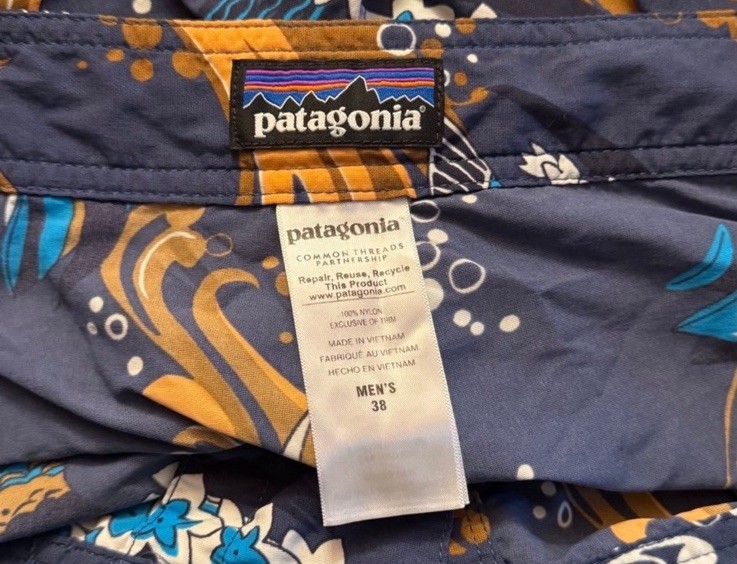 patagonia®
patagonia™
COMMON THREADS
PARTNERSHIP
Repair, Reuse, Recycle
This Product
www.patagonia.com
100% NYLON
EXCLUSIVE OF TRIM
MADE IN VIETNAM
FABRIQUÉ AU VIETNAM
HECHO EN VIETNAM
MEN'S
38